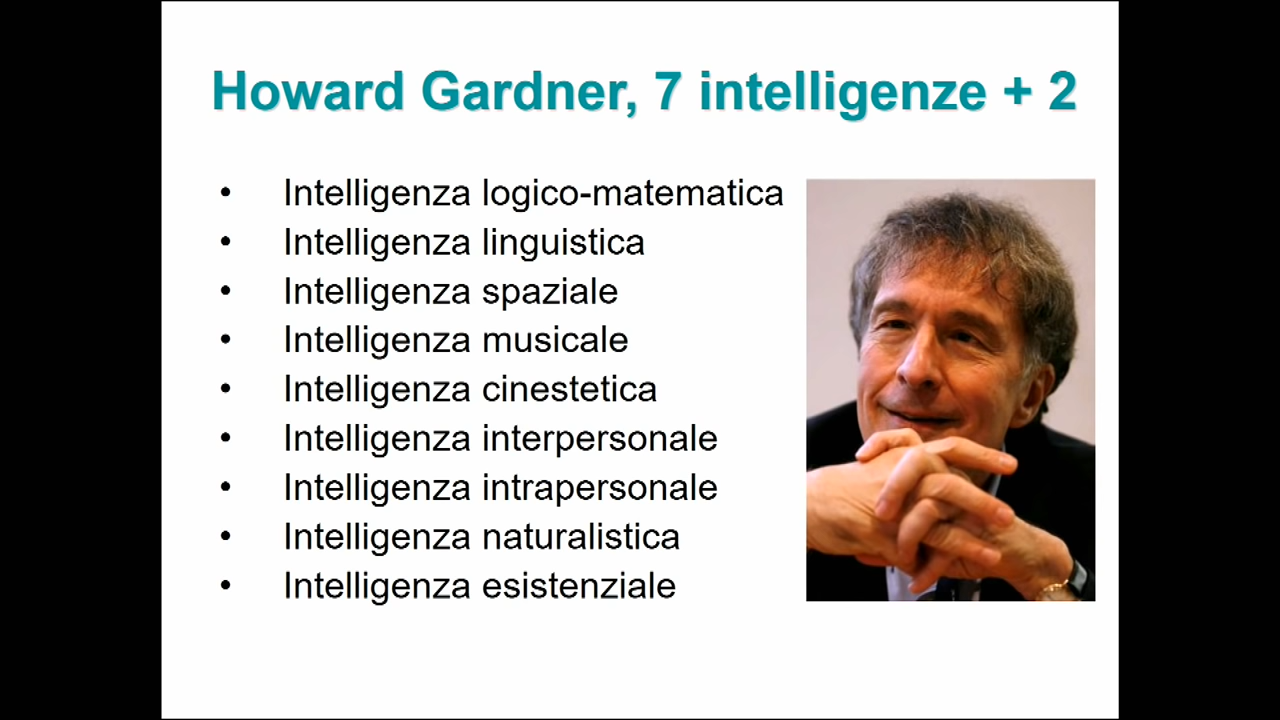 Howard Gardner, 7 intelligenze + 2
• Intelligenza logico-matematica
• Intelligenza linguistica
• Intelligenza spaziale
• Intelligenza musicale
• Intelligenza cinestetica
• Intelligenza interpersonale
• Intelligenza intrapersonale
• Intelligenza naturalistica
• Intelligenza esistenziale